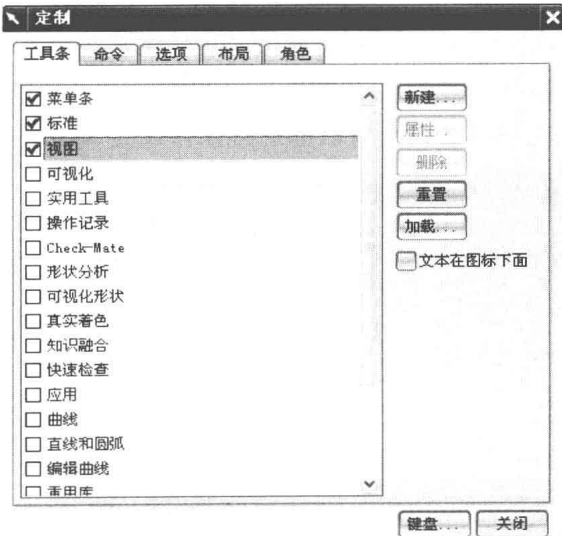 定制
工具条 命令 选项 布局 角色
菜单条
标准
视图
可视化
实用工具
操作记录
Check-Mate
形状分析
可视化形状
真实着色
知识融合
快速检查
应用
曲线
直线和圆弧
编辑曲线
重用库
新建...
属性...
删除
重置
加载...
文本在图标下面
键盘...
关闭